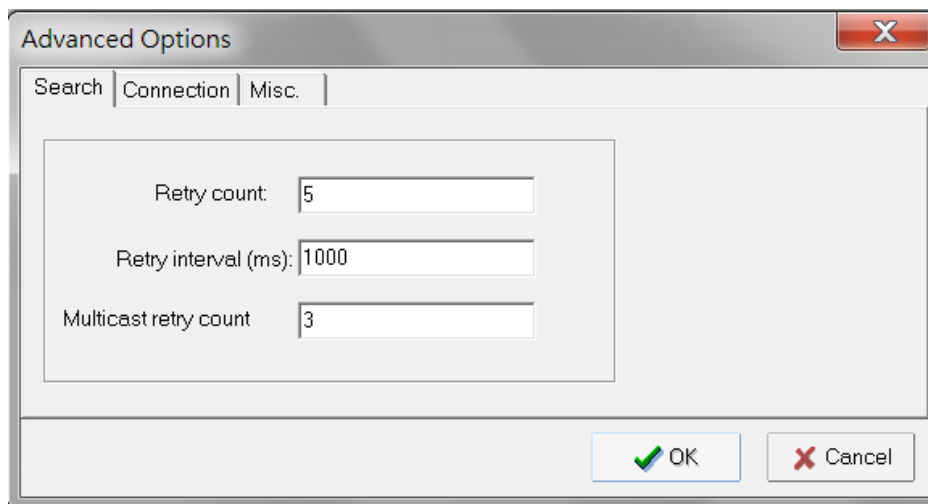 Advanced Options
Search Connection Misc.
Retry count: 5
Retry interval (ms): 1000
Multicast retry count 3
OK Cancel